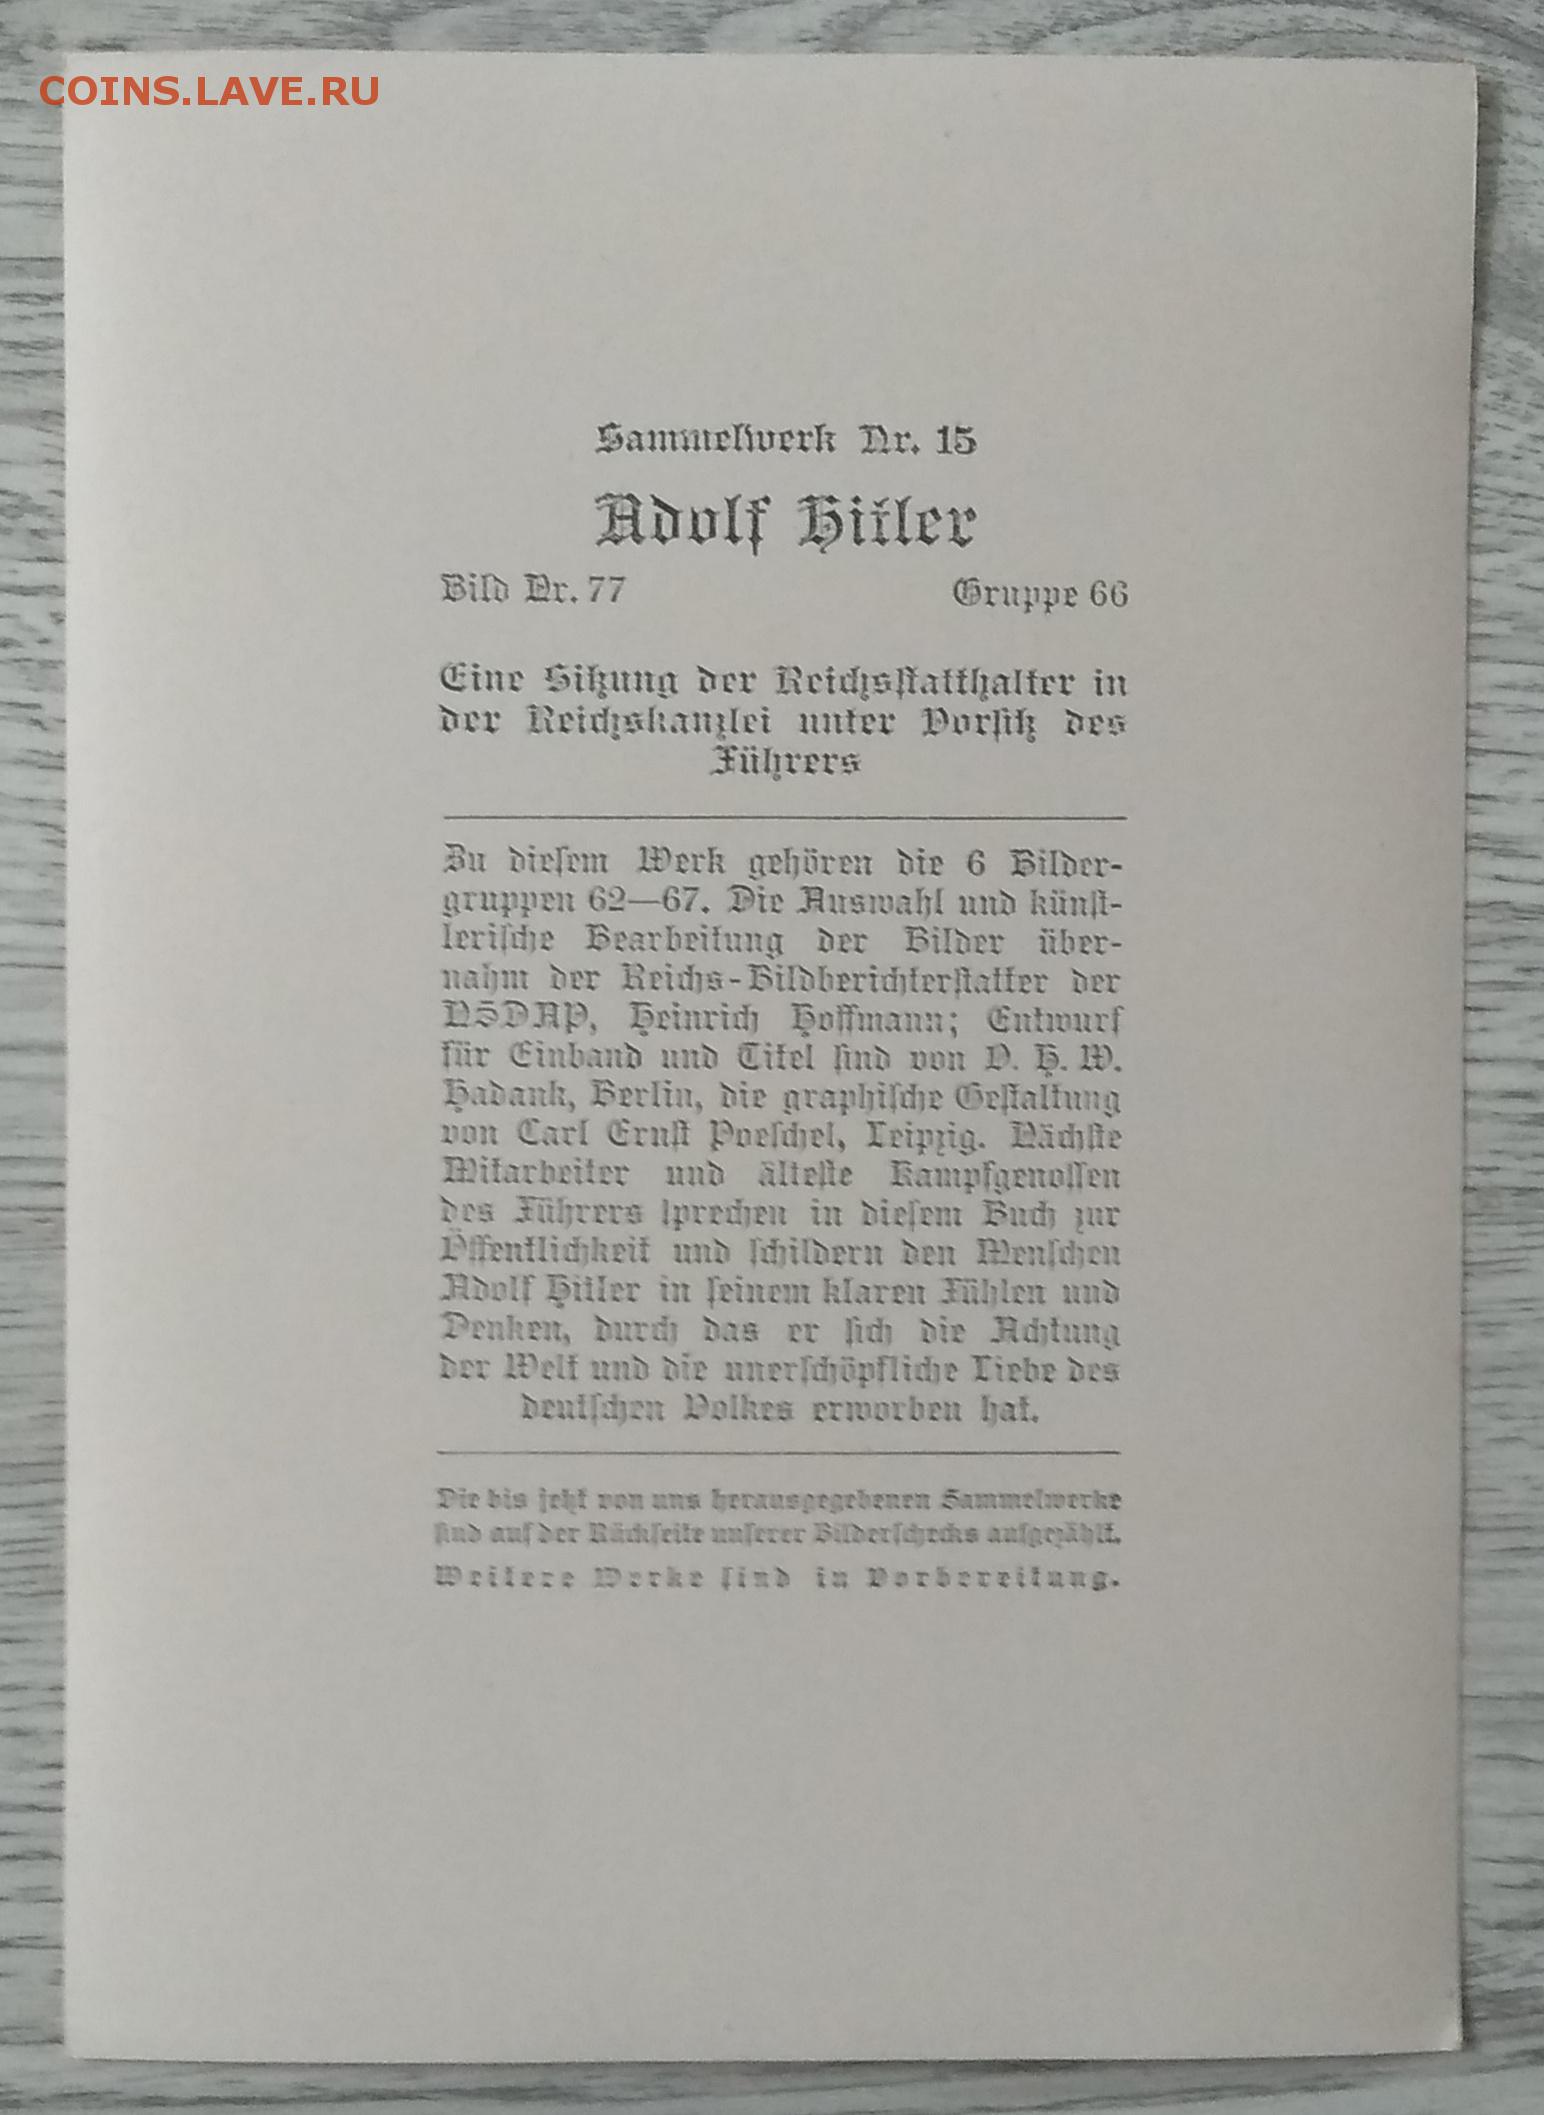 COINS.LAVE.RU
Sammelwerk Nr. 15
Adolf Hitler
Bild Nr. 77 Gruppe 66
Eine Sitzung der Reichsstatthalter in
der Reichskanzlei unter Vorsitz des
Führers
Zu diesem Werk gehören die 6 Bilder-
gruppen 62—67. Die Auswahl und künst-
lerische Bearbeitung der Bilder über-
nahm der Reichs-Bildberichterstatter der
NSDAP, Heinrich Hoffmann; Entwurf
für Einband und Titel sind von O. H. W.
Hadank, Berlin, die graphische Gestaltung
von Carl Ernst Poeschel, Leipzig. Nächste
Mitarbeiter und älteste Kampfgenossen
des Führers sprechen in diesem Buch zur
Öffentlichkeit und schildern den Menschen
Adolf Hitler in seinem klaren Fühlen und
Denken, durch das er sich die Achtung
der Welt und die unerschöpfliche Liebe des
deutschen Volkes erworben hat.
Die bis jetzt von uns herausgegebenen Sammelwerke
sind auf der Rückseite unserer Bilderschecks aufgezählt.
Weitere Werke sind in Vorbereitung.